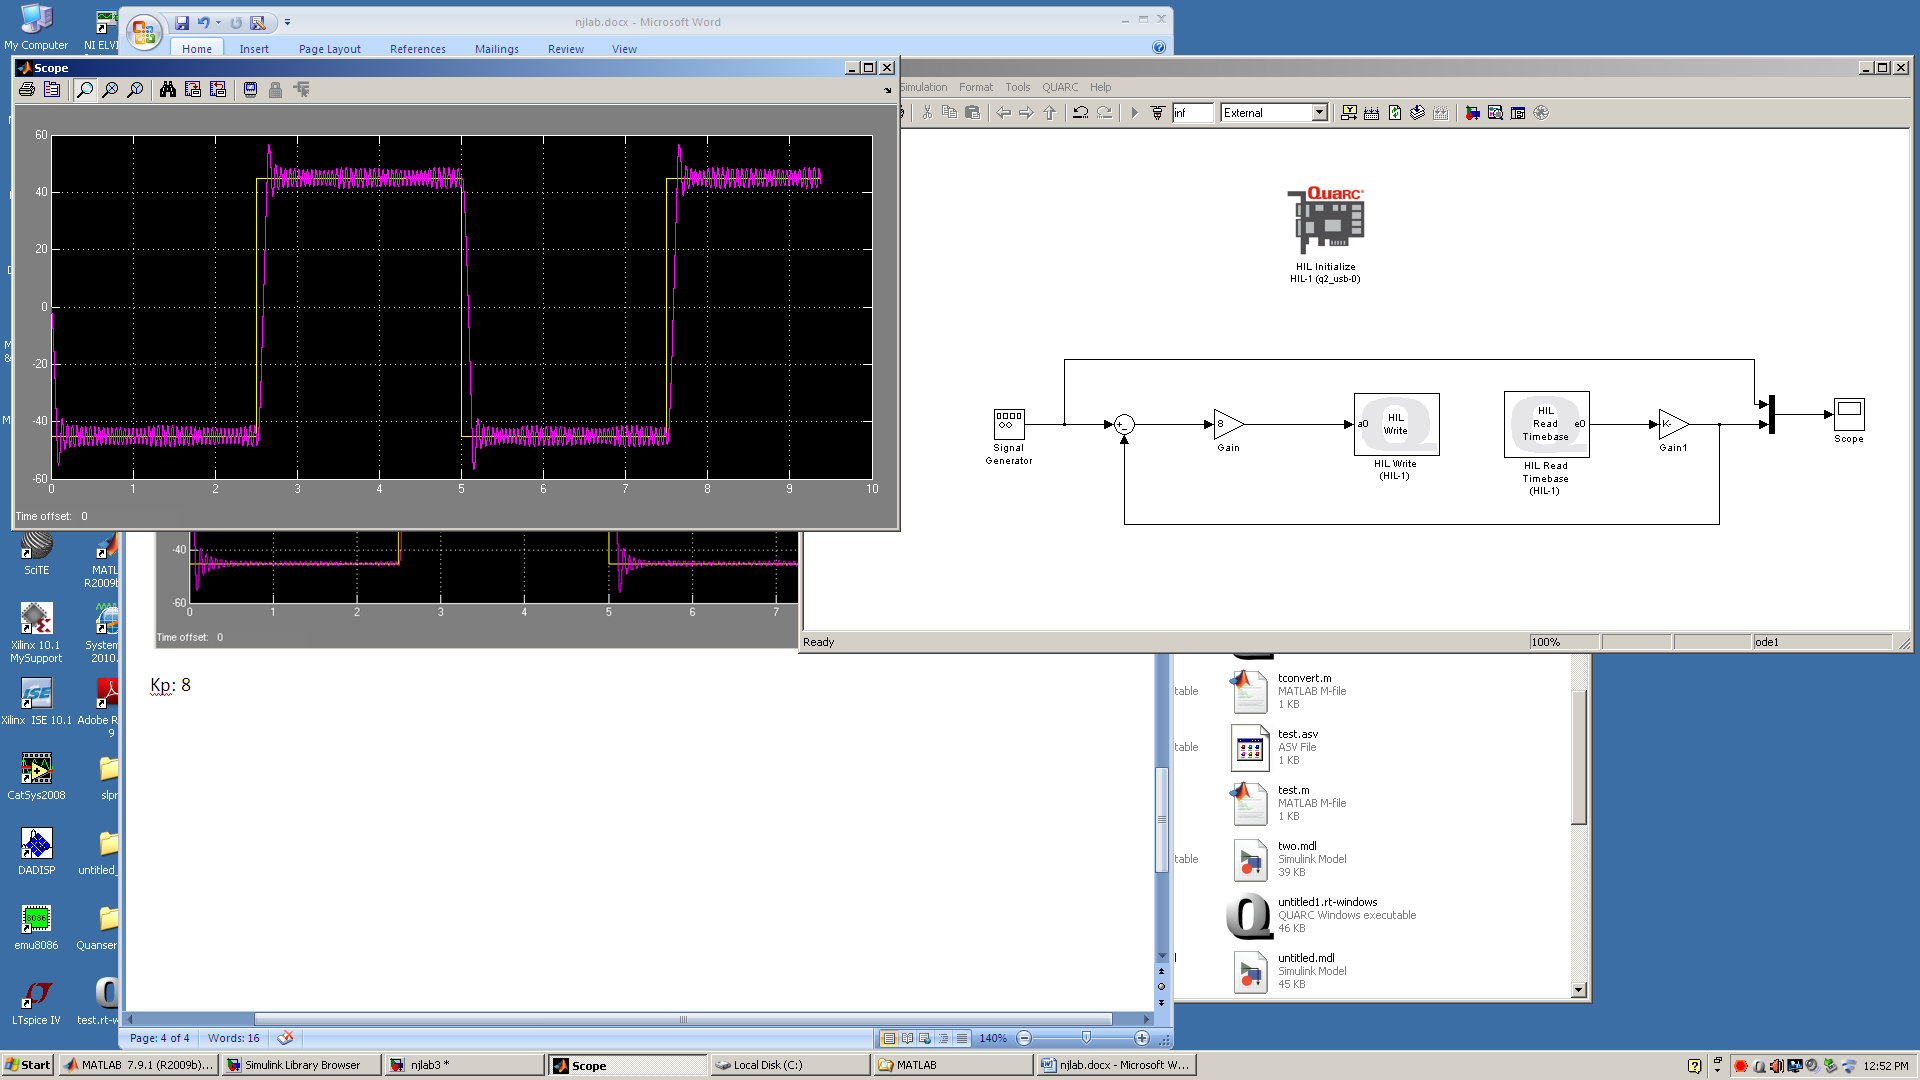 My Computer
NI ELVI
njlab.docx - Microsoft Word
Home Insert Page Layout References Mailings Review View
Scope
60
40
20
0
-20
-40
-60
0 1 2 3 4 5 6 7 8 9 10
Time offset: 0
Simulation Format Tools QUARC Help
inf
External
QUARC
HIL Initialize
HIL-1 (q2_usb-0)
Signal
Generator
8
Gain
a0
HIL
Write
HIL Write
(HIL-1)
HIL
Read
Timebase
e0
HIL Read
Timebase
(HIL-1)
K-
Gain1
Scope
Ready
100%
ode1
-40
-60
0 1 2 3 4 5 6 7
Time offset: 0
Kp: 8
SciTE
MATL
R2009b
Xilinx 10.1
MySupport
System
2010.
Xilinx ISE 10.1
Adobe R
9
CatSys2008
slpr
DADISP
untitled_
8086
emu8086
Quanser
LTspice IV
test.rt-w
table
tconvert.m
MATLAB M-file
1 KB
table
test.asv
ASV File
1 KB
test.m
MATLAB M-file
1 KB
table
two.mdl
Simulink Model
39 KB
untitled1.rt-windows
QUARC Windows executable
46 KB
untitled.mdl
Simulink Model
45 KB
Page: 4 of 4 Words: 16
140%
Start
MATLAB 7.9.1 (R2009b)...
Simulink Library Browser
njlab3 *
Scope
Local Disk (C:)
MATLAB
njlab.docx - Microsoft W...
12:52 PM